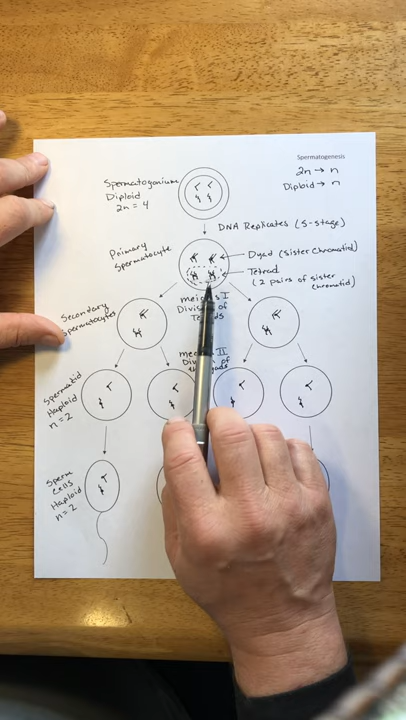 Spermatogenesis
2n → n
Diploid → n
Spermatogonium
Diploid
2n = 4
DNA Replicates (S-stage)
Primary
Spermatocyte
Dyad (Sister Chromatid)
Tetrad
(2 pairs of sister
chromatid)
Secondary
Spermatocytes
meiosis I
Division of
meiosis II
of
Spermatid
Haploid
n = 2
Sperm
Cells
Haploid
n = 2